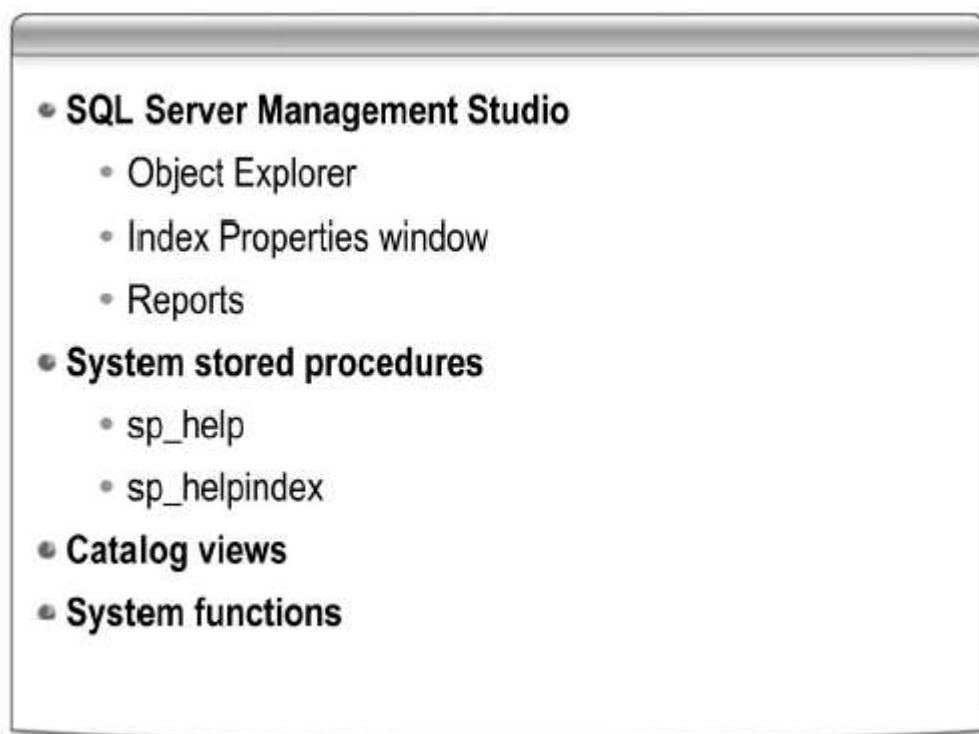 SQL Server Management Studio
Object Explorer
Index Properties window
Reports
System stored procedures
sp_help
sp_helpindex
Catalog views
System functions